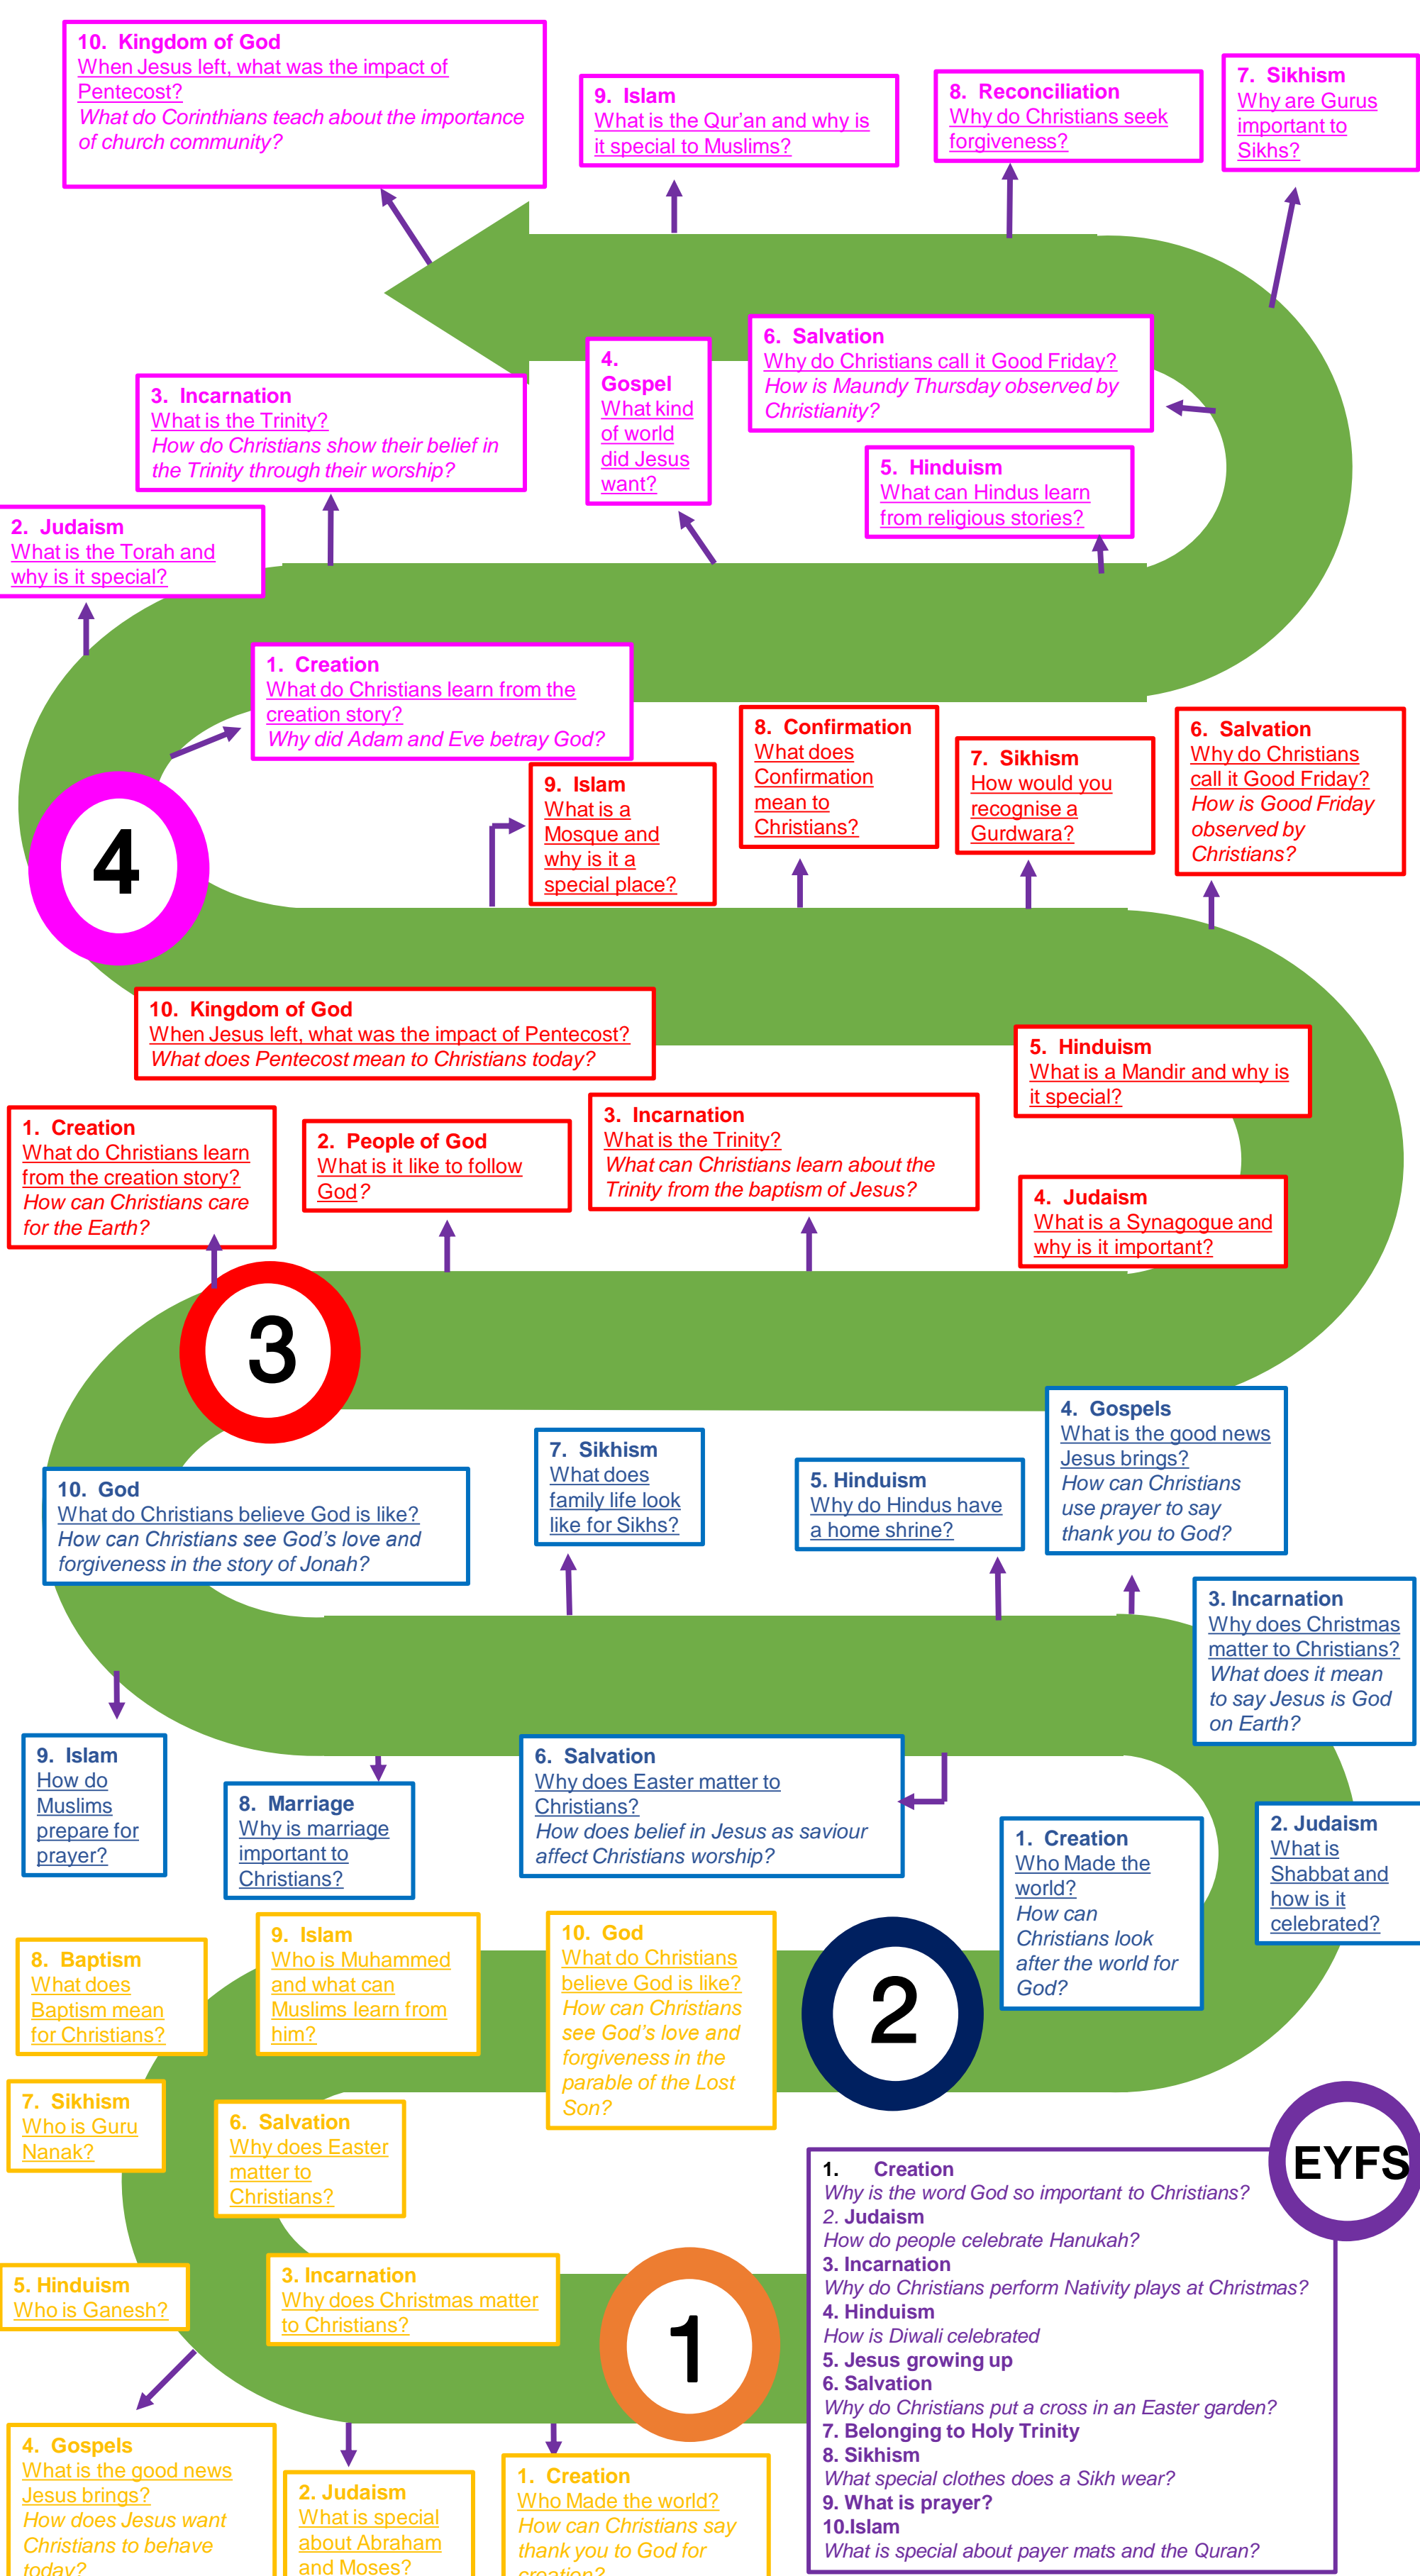 10. Kingdom of God
When Jesus left, what was the impact of
Pentecost?
What do Corinthians teach about the importance
of church community?
9. Islam
What is the Qur'an and why is
it special to Muslims?
8. Reconciliation
Why do Christians seek
forgiveness?
7. Sikhism
Why are Gurus
important to
Sikhs?
6. Salvation
Why do Christians call it Good Friday?
How is Maundy Thursday observed by
Christianity?
4.
Gospel
What kind
of world
did Jesus
want?
3. Incarnation
What is the Trinity?
How do Christians show their belief in
the Trinity through their worship?
5. Hinduism
What can Hindus learn
from religious stories?
2. Judaism
What is the Torah and
why is it special?
1. Creation
What do Christians learn from the
creation story?
Why did Adam and Eve betray God?
4
9. Islam
What is a
Mosque and
why is it a
special place?
8. Confirmation
What does
Confirmation
mean to
Christians?
7. Sikhism
How would you
recognise a
Gurdwara?
6. Salvation
Why do Christians
call it Good Friday?
How is Good Friday
observed by
Christians?
10. Kingdom of God
When Jesus left, what was the impact of Pentecost?
What does Pentecost mean to Christians today?
5. Hinduism
What is a Mandir and why is
it special?
1. Creation
What do Christians learn
from the creation story?
How can Christians care
for the Earth?
2. People of God
What is it like to follow
God?
3. Incarnation
What is the Trinity?
What can Christians learn about the
Trinity from the baptism of Jesus?
4. Judaism
What is a Synagogue and
why is it important?
3
10. God
What do Christians believe God is like?
How can Christians see God's love and
forgiveness in the story of Jonah?
7. Sikhism
What does
family life look
like for Sikhs?
5. Hinduism
Why do Hindus have
a home shrine?
4. Gospels
What is the good news
Jesus brings?
How can Christians
use prayer to say
thank you to God?
3. Incarnation
Why does Christmas
matter to Christians?
What does it mean
to say Jesus is God
on Earth?
9. Islam
How do
Muslims
prepare for
prayer?
8. Marriage
Why is marriage
important to
Christians?
6. Salvation
Why does Easter matter to
Christians?
How does belief in Jesus as saviour
affect Christians worship?
1. Creation
Who Made the
world?
How can
Christians look
after the world for
God?
2. Judaism
What is
Shabbat and
how is it
celebrated?
2
8. Baptism
What does
Baptism mean
for Christians?
9. Islam
Who is Muhammed
and what can
Muslims learn from
him?
10. God
What do Christians
believe God is like?
How can Christians
see God's love and
forgiveness in the
parable of the Lost
Son?
7. Sikhism
Who is Guru
Nanak?
6. Salvation
Why does Easter
matter to
Christians?
5. Hinduism
Who is Ganesh?
3. Incarnation
Why does Christmas matter
to Christians?
1
4. Gospels
What is the good news
Jesus brings?
How does Jesus want
Christians to behave
today?
2. Judaism
What is special
about Abraham
and Moses?
1. Creation
Who Made the world?
How can Christians say
thank you to God for
creation?
EYFS
1. Creation
Why is the word God so important to Christians?
2. Judaism
How do people celebrate Hanukah?
3. Incarnation
Why do Christians perform Nativity plays at Christmas?
4. Hinduism
How is Diwali celebrated
5. Jesus growing up
6. Salvation
Why do Christians put a cross in an Easter garden?
7. Belonging to Holy Trinity
8. Sikhism
What special clothes does a Sikh wear?
9. What is prayer?
10.Islam
What is special about payer mats and the Quran?